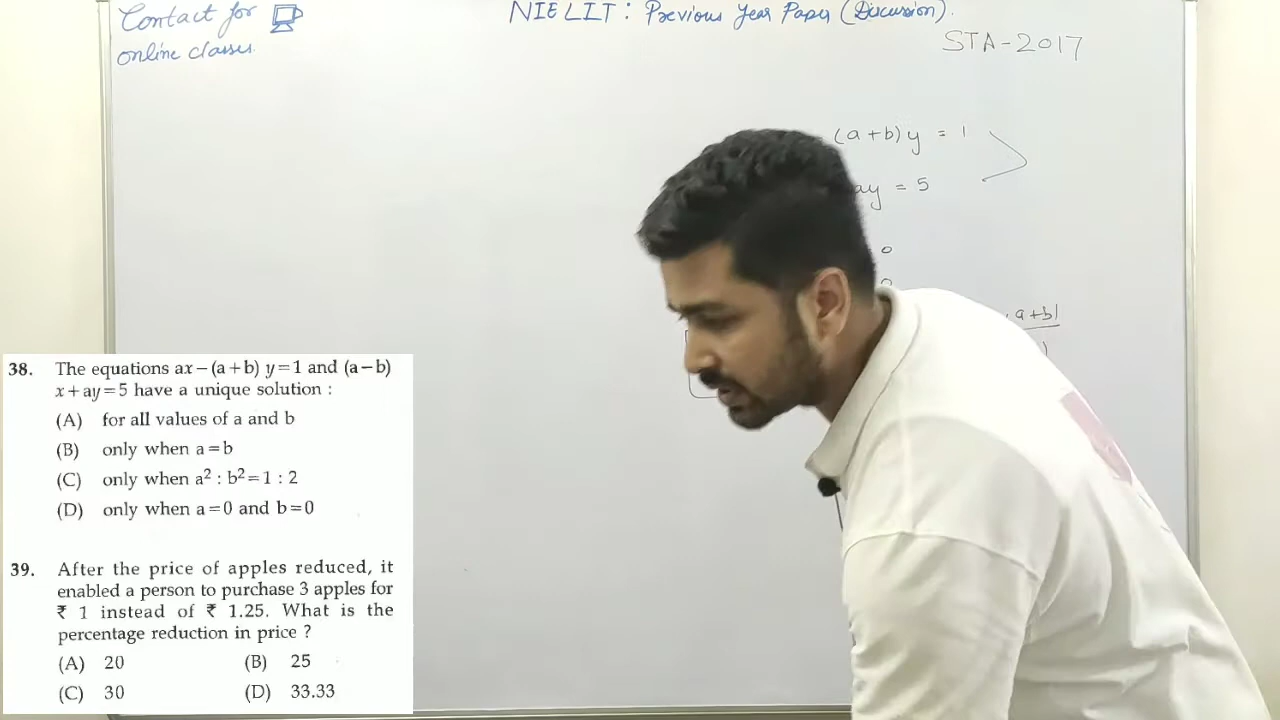 Contact for
online classes.
NIELIT : Previous Year Paper (Discussion).
STA-2017
(a+b)y = 1
ay = 5
0
0
a+b)
38. The equations ax−(a+b) y=1 and (a−b)
x+ay=5 have a unique solution :
(A) for all values of a and b
(B) only when a=b
(C) only when a² : b²=1 : 2
(D) only when a=0 and b=0
39. After the price of apples reduced, it
enabled a person to purchase 3 apples for
₹ 1 instead of ₹ 1.25. What is the
percentage reduction in price ?
(A) 20 (B) 25
(C) 30 (D) 33.33